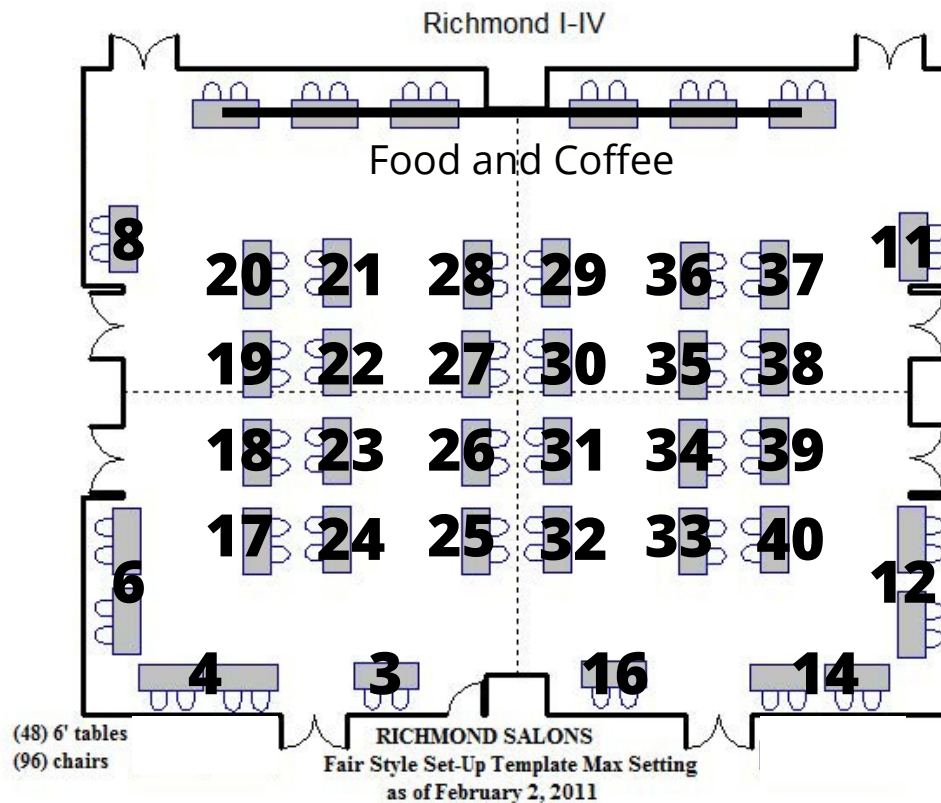 Richmond I-IV
Food and Coffee
8
11
20 21 28 29 36 37
19 22 27 30 35 38
18 23 26 31 34 39
17 24 25 32 33 40
6
12
4 3 16 14
(48) 6' tables
(96) chairs
RICHMOND SALONS
Fair Style Set-Up Template Max Setting
as of February 2, 2011